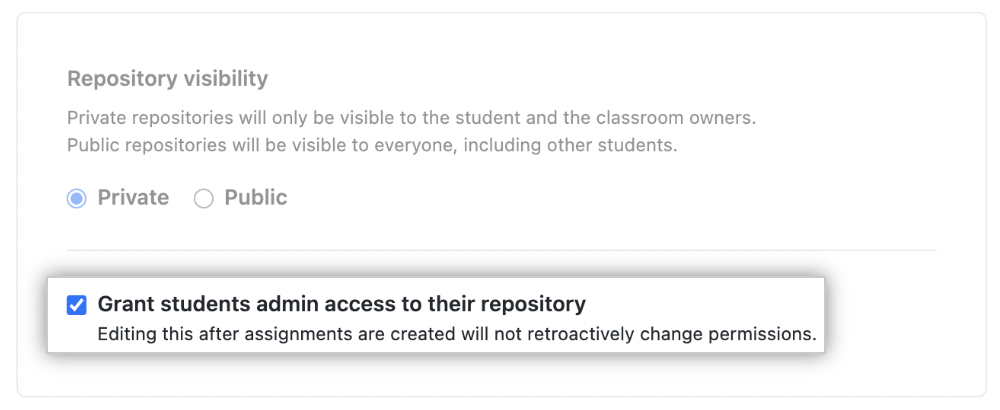 Repository visibility
Private repositories will only be visible to the student and the classroom owners.
Public repositories will be visible to everyone, including other students.
Private Public
Grant students admin access to their repository
Editing this after assignments are created will not retroactively change permissions.